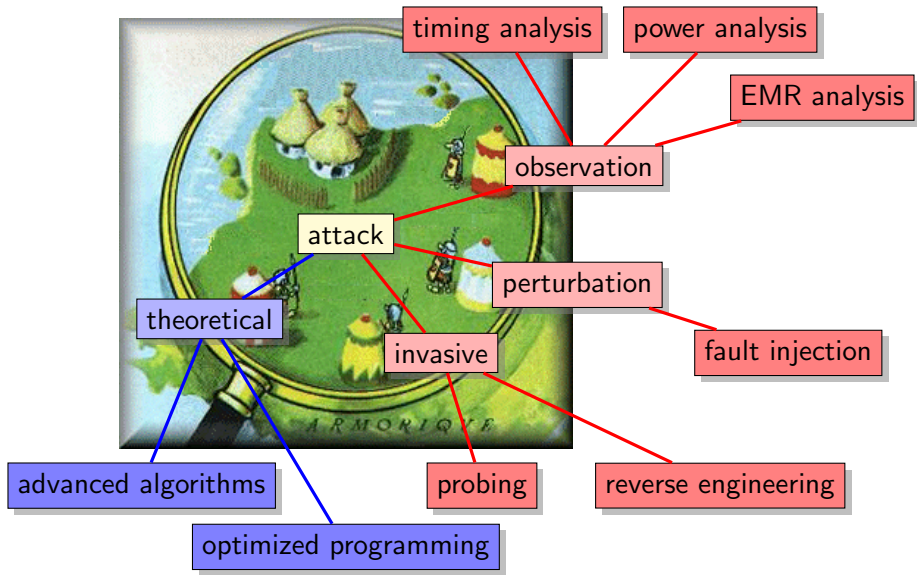 timing analysis
power analysis
EMR analysis
observation
attack
perturbation
theoretical
invasive
fault injection
ARMORIQUE
advanced algorithms
probing
reverse engineering
optimized programming